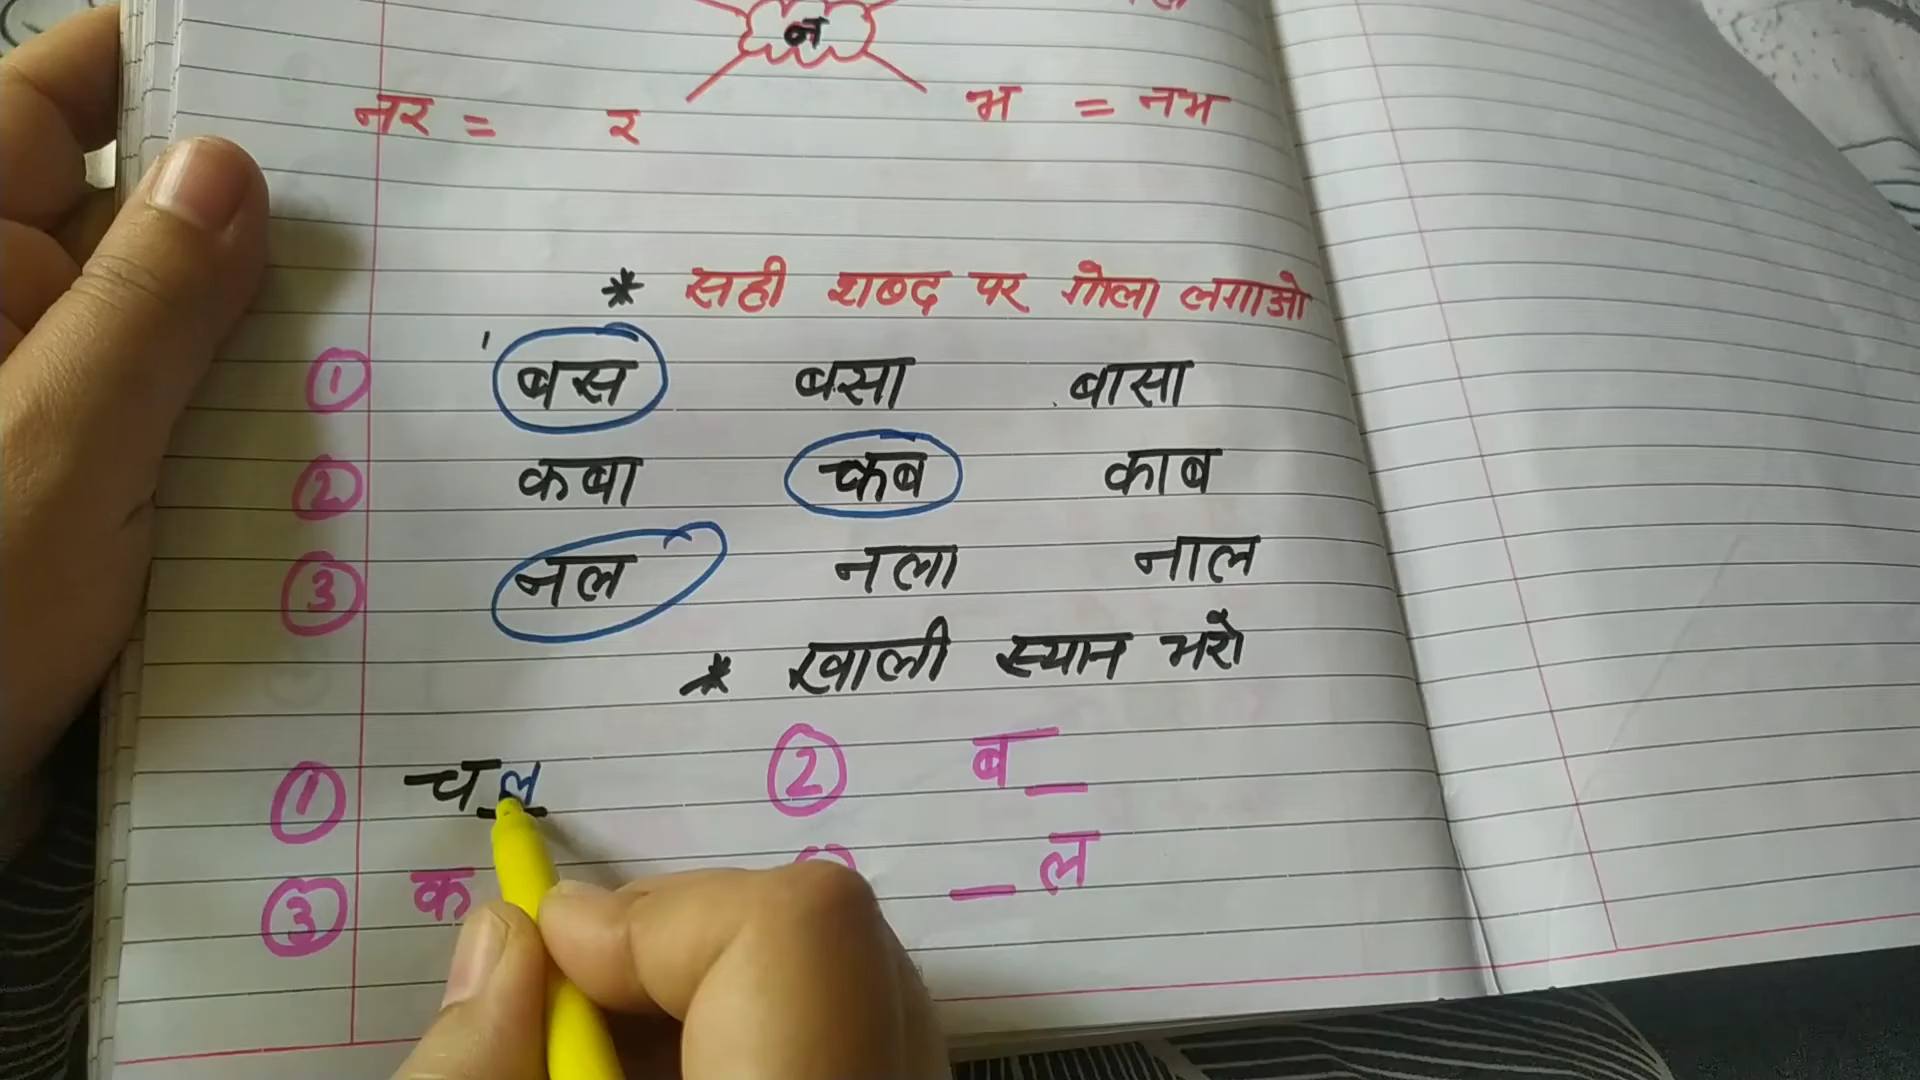 न
नर = र भ = नभ
* सही शब्द पर गोला लगाओ
1 बस बसा बासा
2 कबा कब काब
3 नल नला नाल
* खाली स्थान भरो
1 चल 2 ब_
3 क _ल